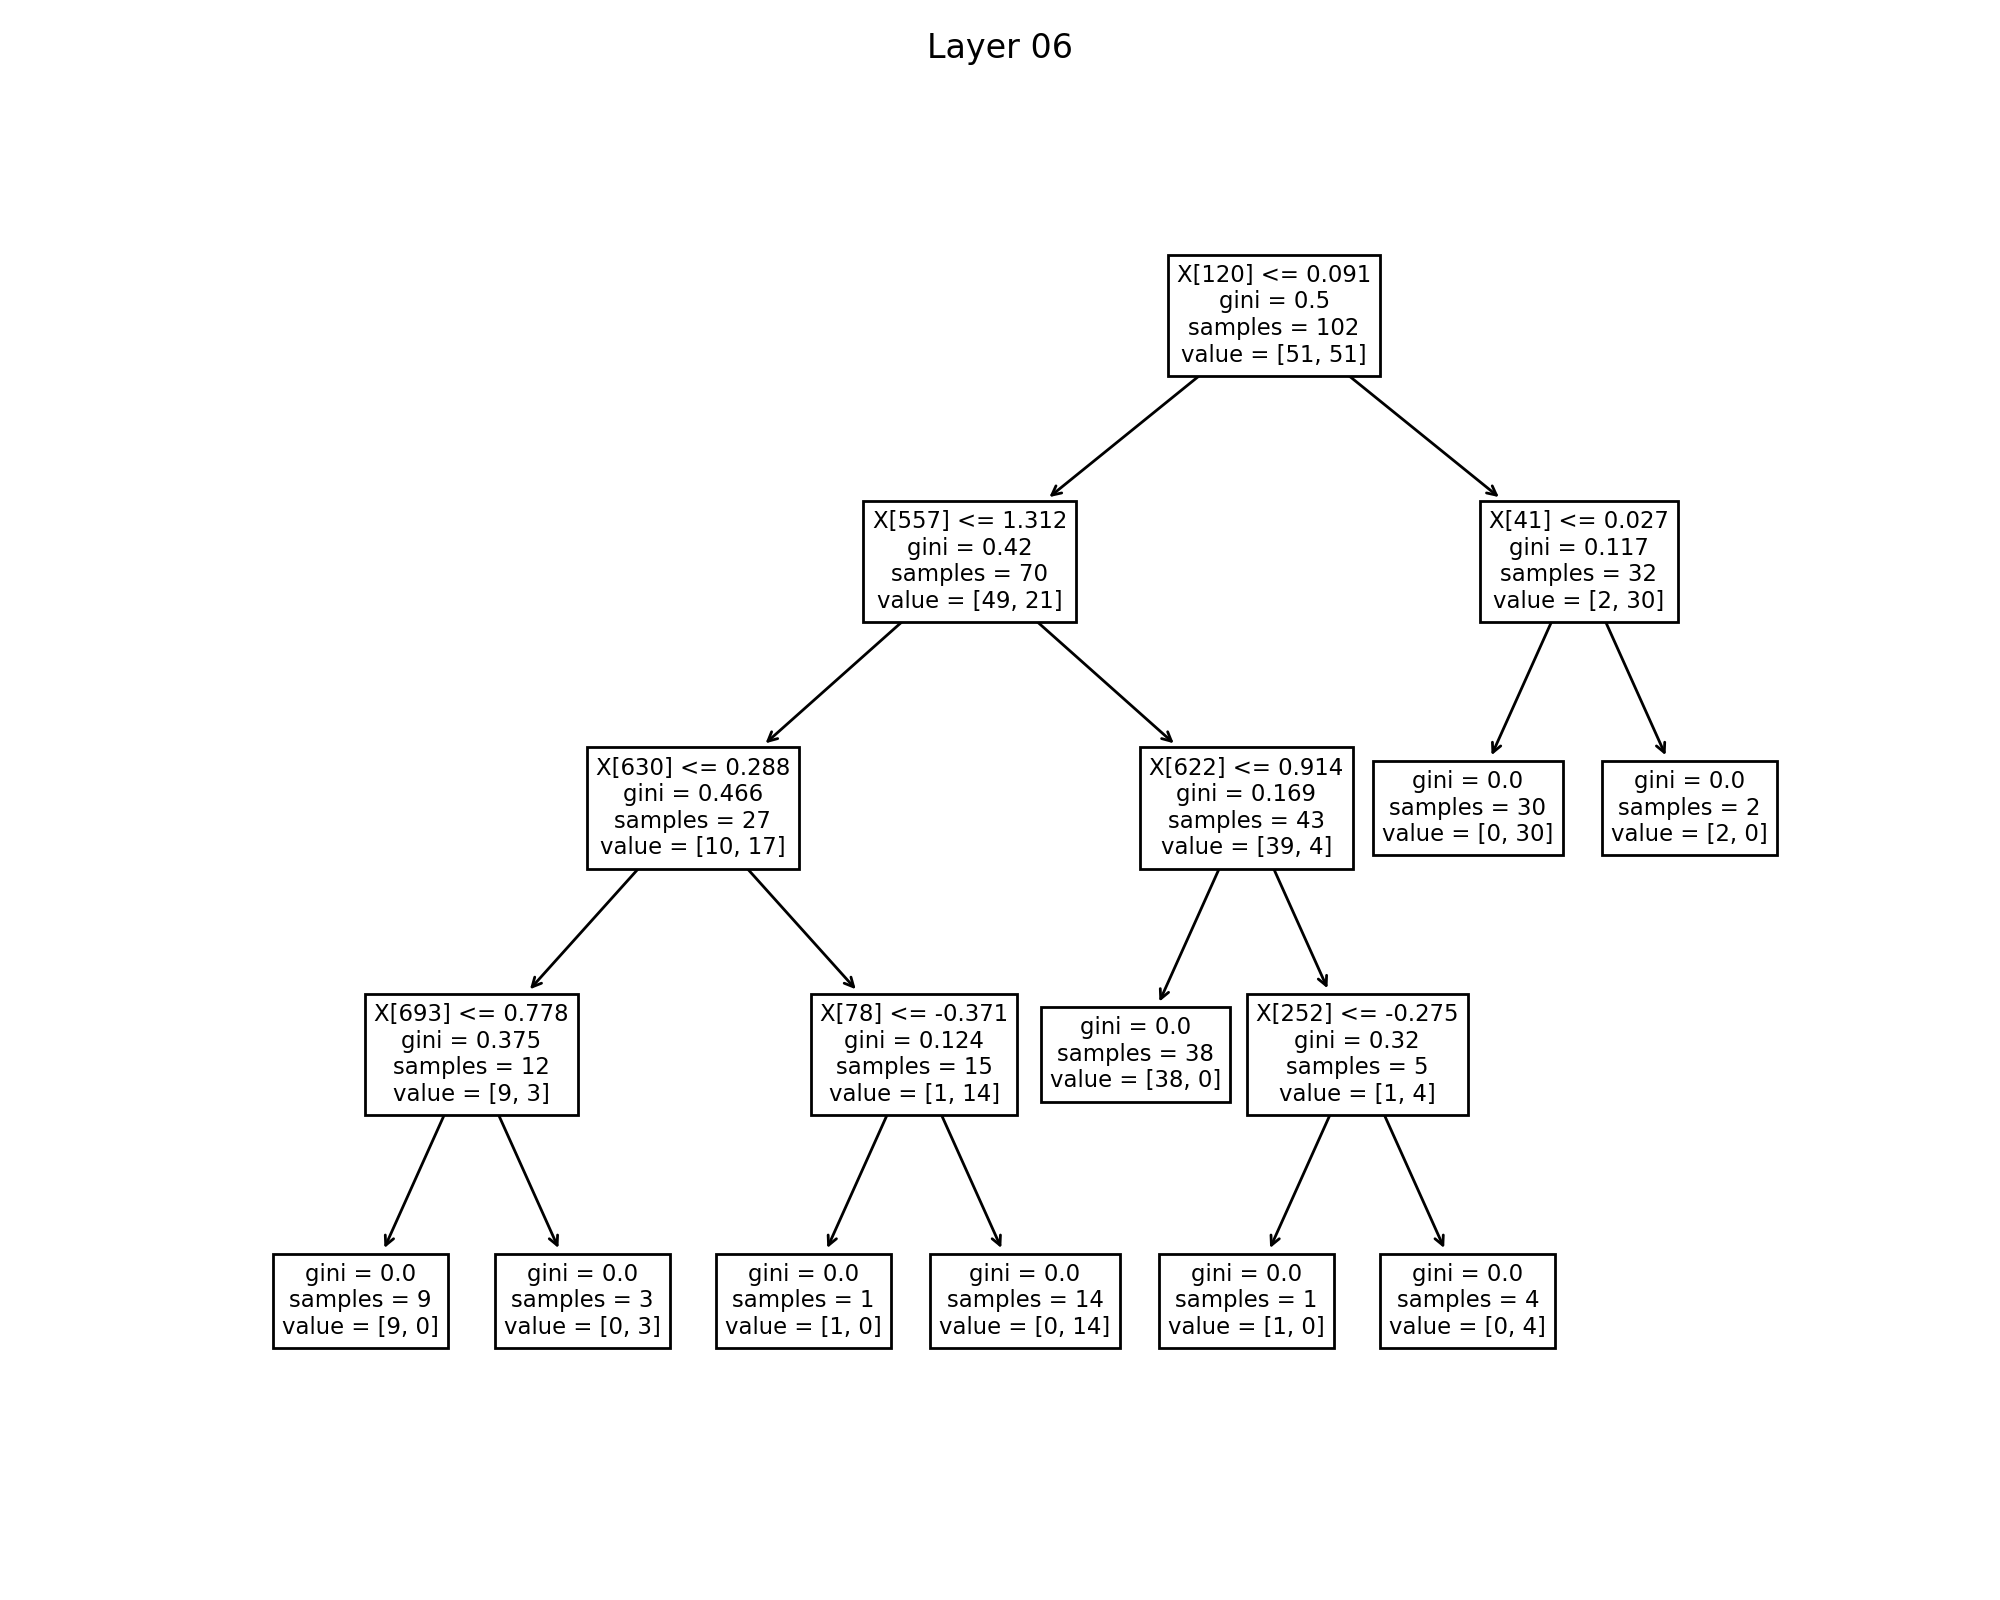 Layer 06
X[120] <= 0.091
gini = 0.5
samples = 102
value = [51, 51]
X[557] <= 1.312
gini = 0.42
samples = 70
value = [49, 21]
X[41] <= 0.027
gini = 0.117
samples = 32
value = [2, 30]
X[630] <= 0.288
gini = 0.466
samples = 27
value = [10, 17]
X[622] <= 0.914
gini = 0.169
samples = 43
value = [39, 4]
gini = 0.0
samples = 30
value = [0, 30]
gini = 0.0
samples = 2
value = [2, 0]
X[693] <= 0.778
gini = 0.375
samples = 12
value = [9, 3]
X[78] <= -0.371
gini = 0.124
samples = 15
value = [1, 14]
gini = 0.0
samples = 38
value = [38, 0]
X[252] <= -0.275
gini = 0.32
samples = 5
value = [1, 4]
gini = 0.0
samples = 9
value = [9, 0]
gini = 0.0
samples = 3
value = [0, 3]
gini = 0.0
samples = 1
value = [1, 0]
gini = 0.0
samples = 14
value = [0, 14]
gini = 0.0
samples = 1
value = [1, 0]
gini = 0.0
samples = 4
value = [0, 4]